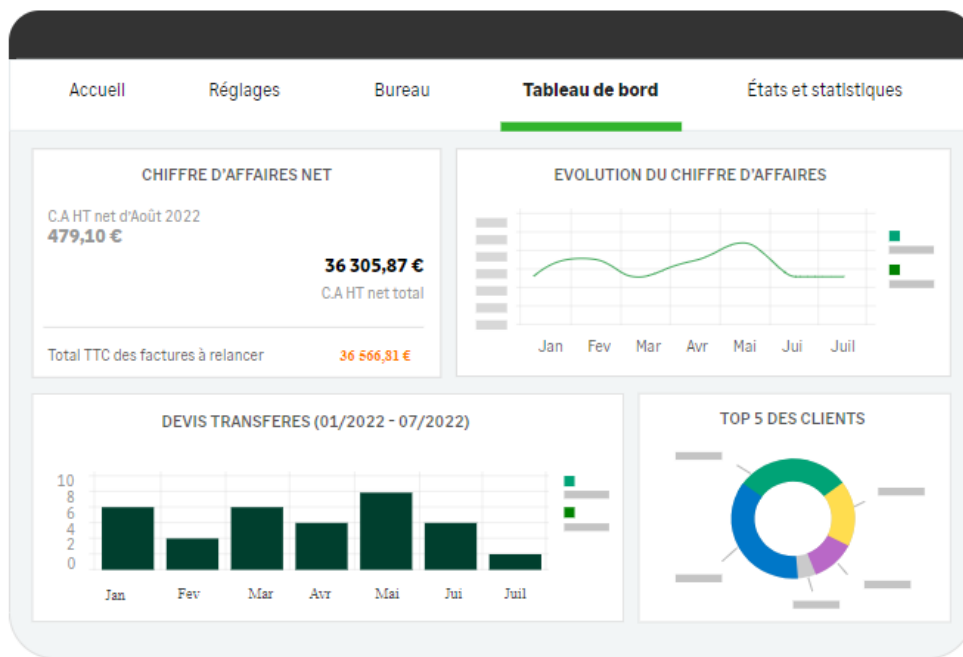 Accueil Réglages Bureau Tableau de bord États et statistiques
CHIFFRE D'AFFAIRES NET
C.A HT net d'Août 2022
479,10 €
36 305,87 €
C.A HT net total
Total TTC des factures à relancer 36 566,81 €
EVOLUTION DU CHIFFRE D'AFFAIRES
Jan Fev Mar Avr Mai Jui Juil
DEVIS TRANSFERES (01/2022 - 07/2022)
10
8
6
4
2
0
Jan Fev Mar Avr Mai Jui Juil
TOP 5 DES CLIENTS